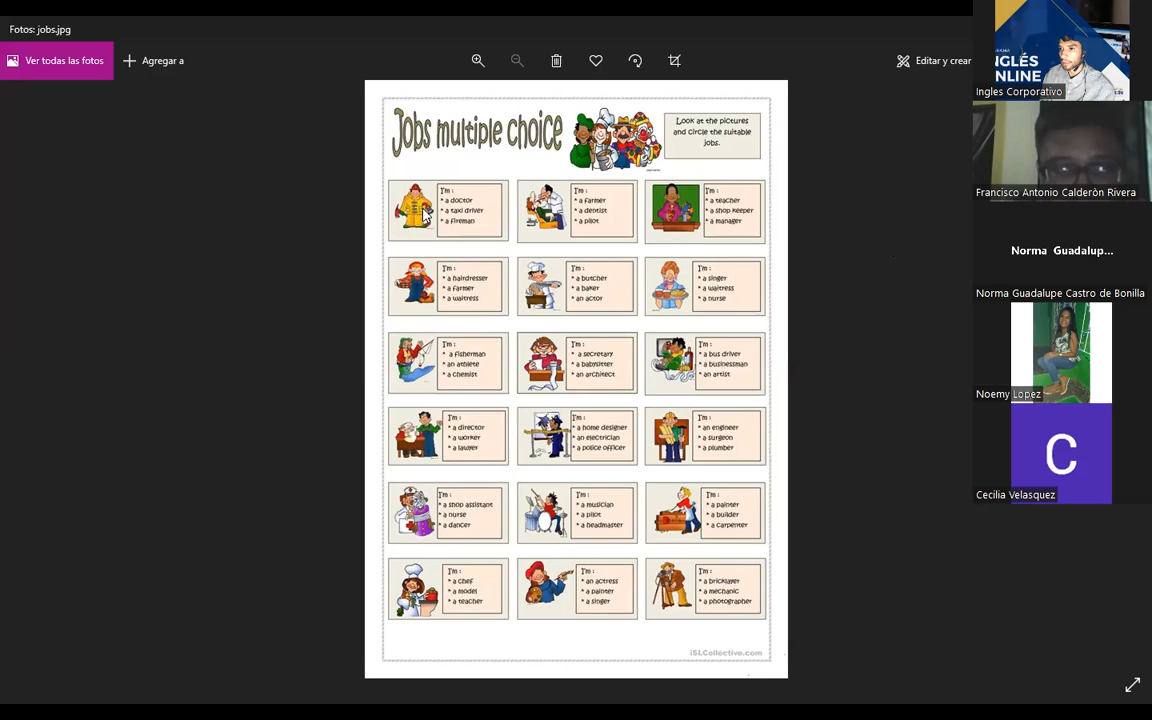 Fotos: jobs.jpg
Ver todas las fotos
Agregar a
Editar y crear
Jobs multiple choice
Look at the pictures
and circle the suitable
jobs.
I'm :
* a doctor
* a taxi driver
* a fireman
I'm :
* a farmer
* a dentist
* a pilot
I'm :
* a teacher
* a shop keeper
* a manager
I'm :
* a hairdresser
* a farmer
* a waitress
I'm :
* a butcher
* a baker
* an actor
I'm :
* a singer
* a waitress
* a nurse
I'm :
* a fisherman
* an athlete
* a chemist
I'm :
* a secretary
* a babysitter
* an architect
I'm :
* a bus driver
* a businessman
* an artist
I'm :
* a director
* a worker
* a lawyer
I'm :
* a home designer
* an electrician
* a police officer
I'm :
* an engineer
* a surgeon
* a plumber
I'm :
* a shop assistant
* a nurse
* a dancer
I'm :
* a musician
* a pilot
* a headmaster
I'm :
* a painter
* a builder
* a carpenter
I'm :
* a chef
* a model
* a teacher
I'm :
* an actress
* a painter
* a singer
I'm :
* a bricklayer
* a mechanic
* a photographer
iSLCollective.com
NGLÉS
NLINE
Ingles Corporativo
Francisco Antonio Calderòn Rivera
Norma Guadalup...
Norma Guadalupe Castro de Bonilla
Noemy Lopez
C
Cecilia Velasquez